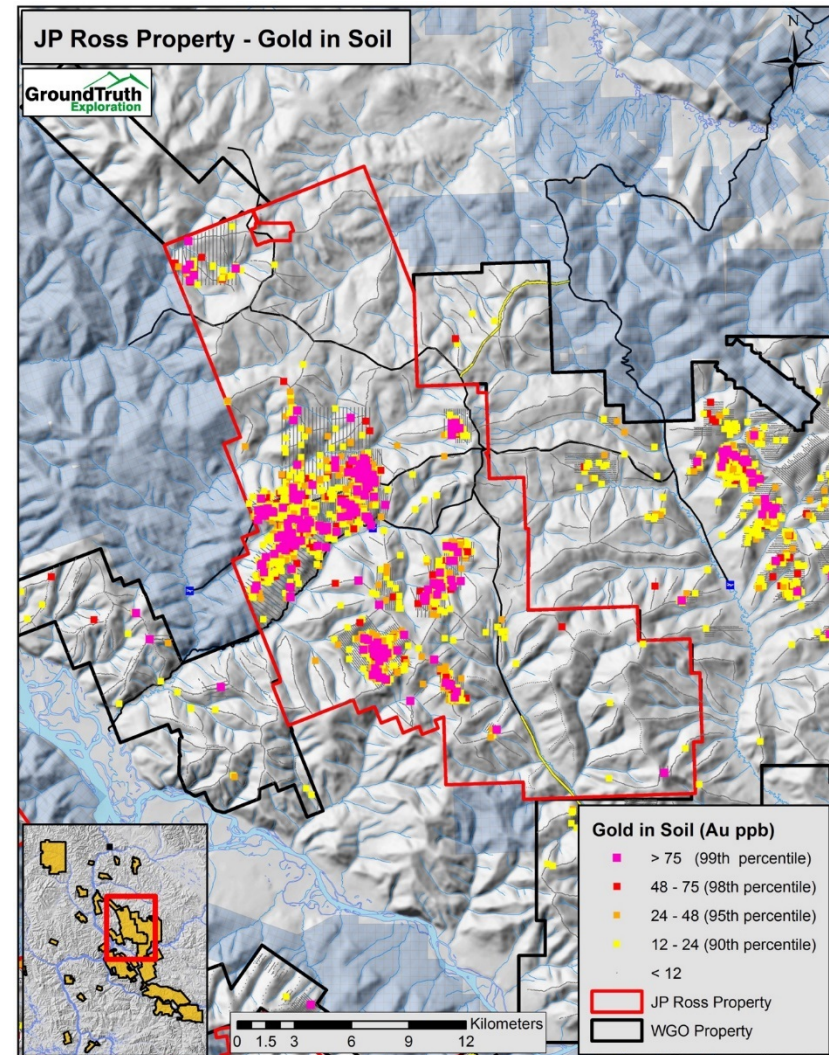 JP Ross Property - Gold in Soil
N
GroundTruth
Exploration
Gold in Soil (Au ppb)
> 75 (99th percentile)
48 - 75 (98th percentile)
24 - 48 (95th percentile)
12 - 24 (90th percentile)
< 12
JP Ross Property
WGO Property
Kilometers
0 1.5 3 6 9 12